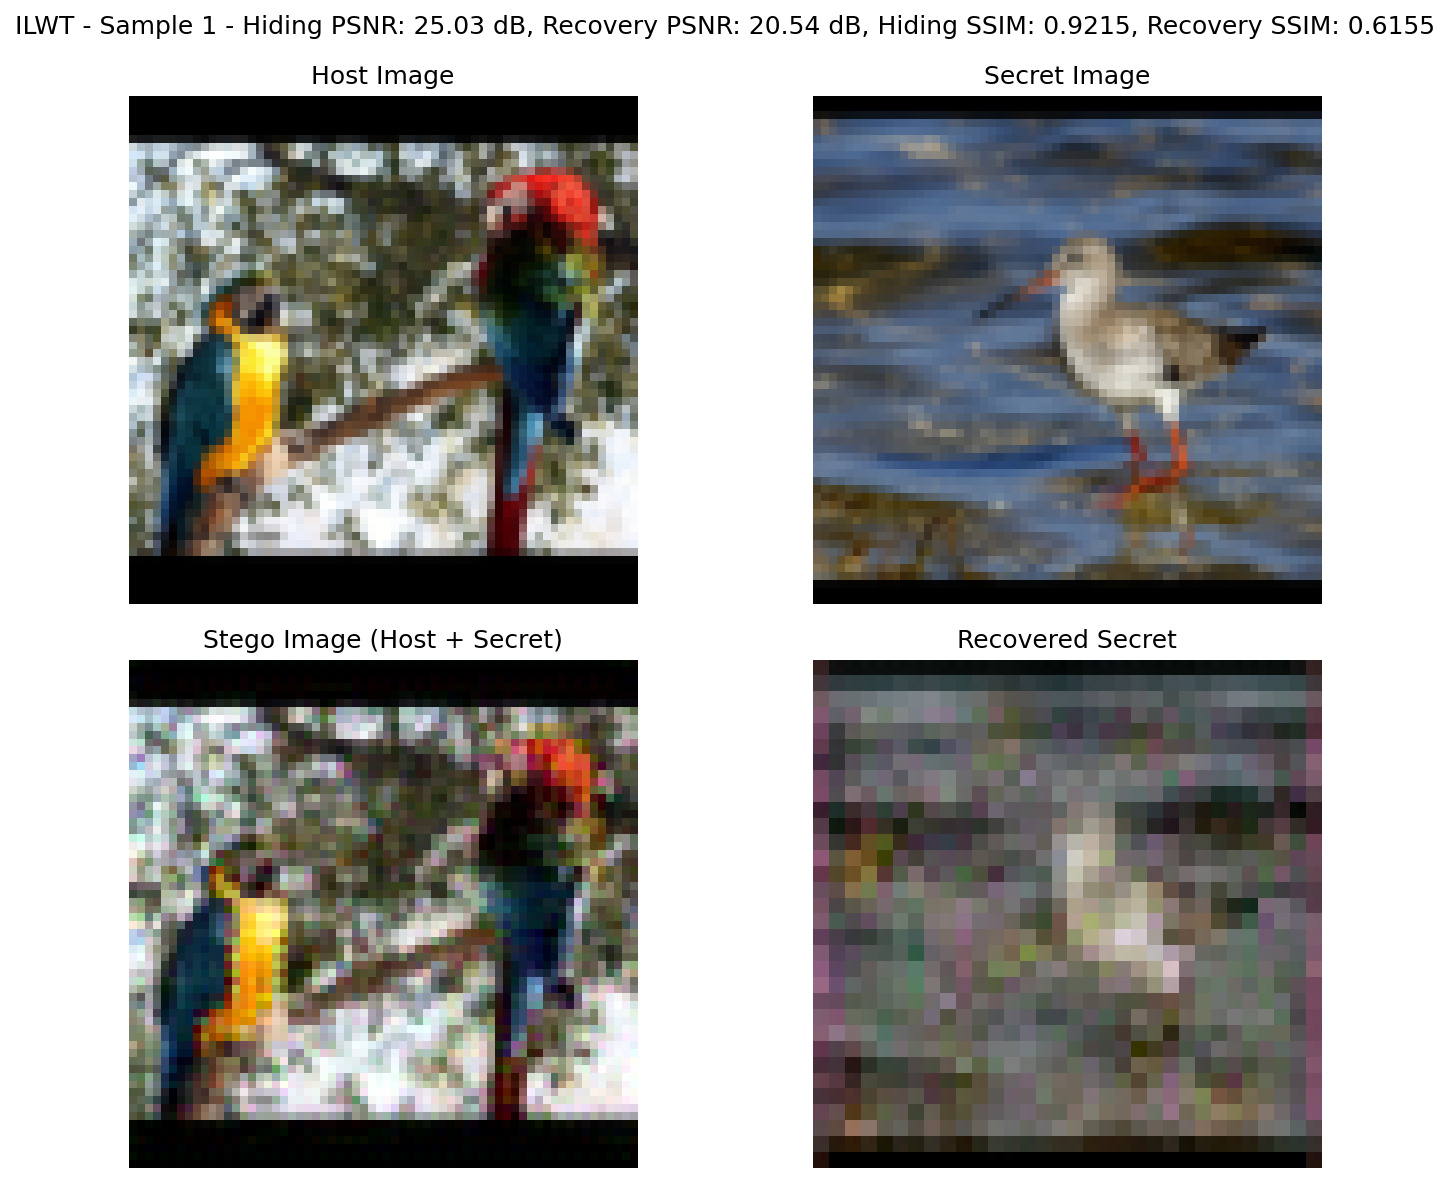 ILWT - Sample 1 - Hiding PSNR: 25.03 dB, Recovery PSNR: 20.54 dB, Hiding SSIM: 0.9215, Recovery SSIM: 0.6155
Host Image
Secret Image
Stego Image (Host + Secret)
Recovered Secret